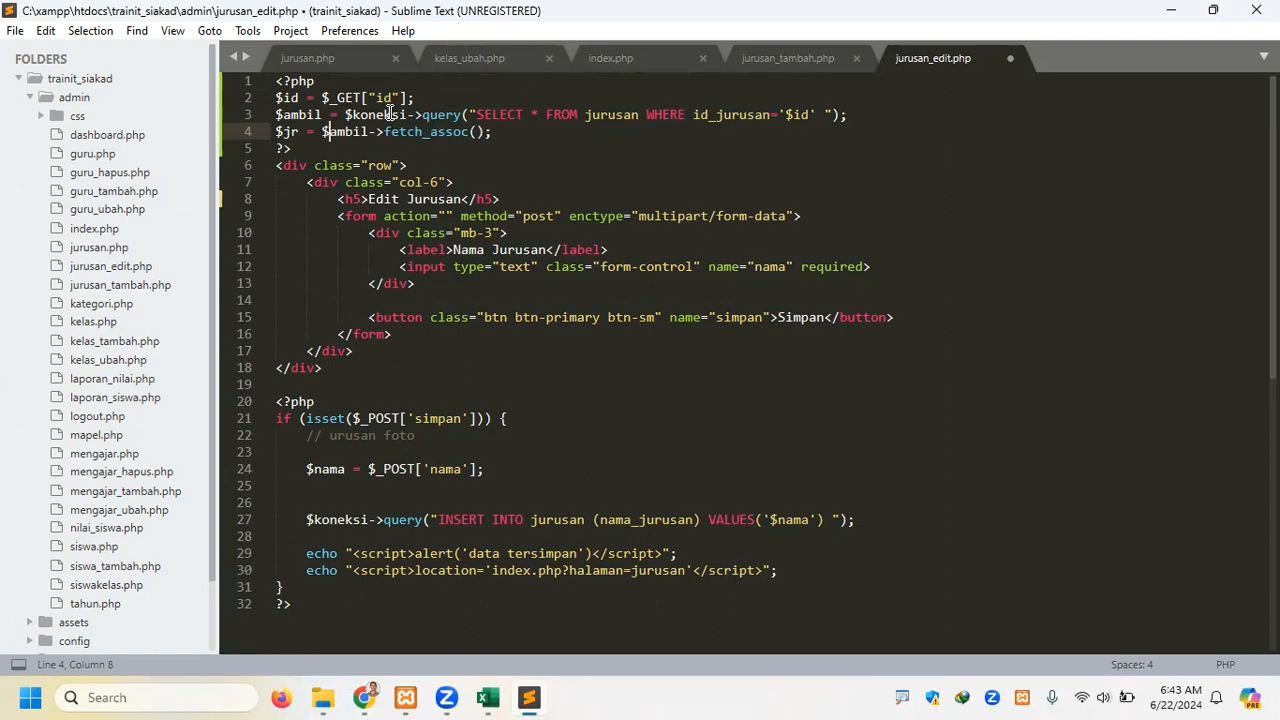 C:\xampp\htdocs\trainit_siakad\admin\jurusan_edit.php • (trainit_siakad) - Sublime Text (UNREGISTERED)
File Edit Selection Find View Goto Tools Project Preferences Help
jurusan.php kelas_ubah.php index.php jurusan_tambah.php jurusan_edit.php
FOLDERS
trainit_siakad
admin
css
dashboard.php
guru.php
guru_hapus.php
guru_tambah.php
guru_ubah.php
index.php
jurusan.php
jurusan_edit.php
jurusan_tambah.php
kategori.php
kelas.php
kelas_tambah.php
kelas_ubah.php
laporan_nilai.php
laporan_siswa.php
logout.php
mapel.php
mengajar.php
mengajar_hapus.php
mengajar_tambah.php
mengajar_ubah.php
nilai_siswa.php
siswa.php
siswa_tambah.php
siswakelas.php
tahun.php
assets
config
1 <?php
2 $id = $_GET["id"];
3 $ambil = $koneksi->query("SELECT * FROM jurusan WHERE id_jurusan='$id' ");
4 $jr = $ambil->fetch_assoc();
5 ?>
6 <div class="row">
7 <div class="col-6">
8 <h5>Edit Jurusan</h5>
9 <form action="" method="post" enctype="multipart/form-data">
10 <div class="mb-3">
11 <label>Nama Jurusan</label>
12 <input type="text" class="form-control" name="nama" required>
13 </div>
14
15 <button class="btn btn-primary btn-sm" name="simpan">Simpan</button>
16 </form>
17 </div>
18 </div>
19
20 <?php
21 if (isset($_POST['simpan'])) {
22 // urusan foto
23
24 $nama = $_POST['nama'];
25
26
27 $koneksi->query("INSERT INTO jurusan (nama_jurusan) VALUES('$nama') ");
28
29 echo "<script>alert('data tersimpan')</script>";
30 echo "<script>location='index.php?halaman=jurusan'</script>";
31 }
32 ?>
Line 4, Column 8 Spaces: 4 PHP
Search
6:43 AM
6/22/2024